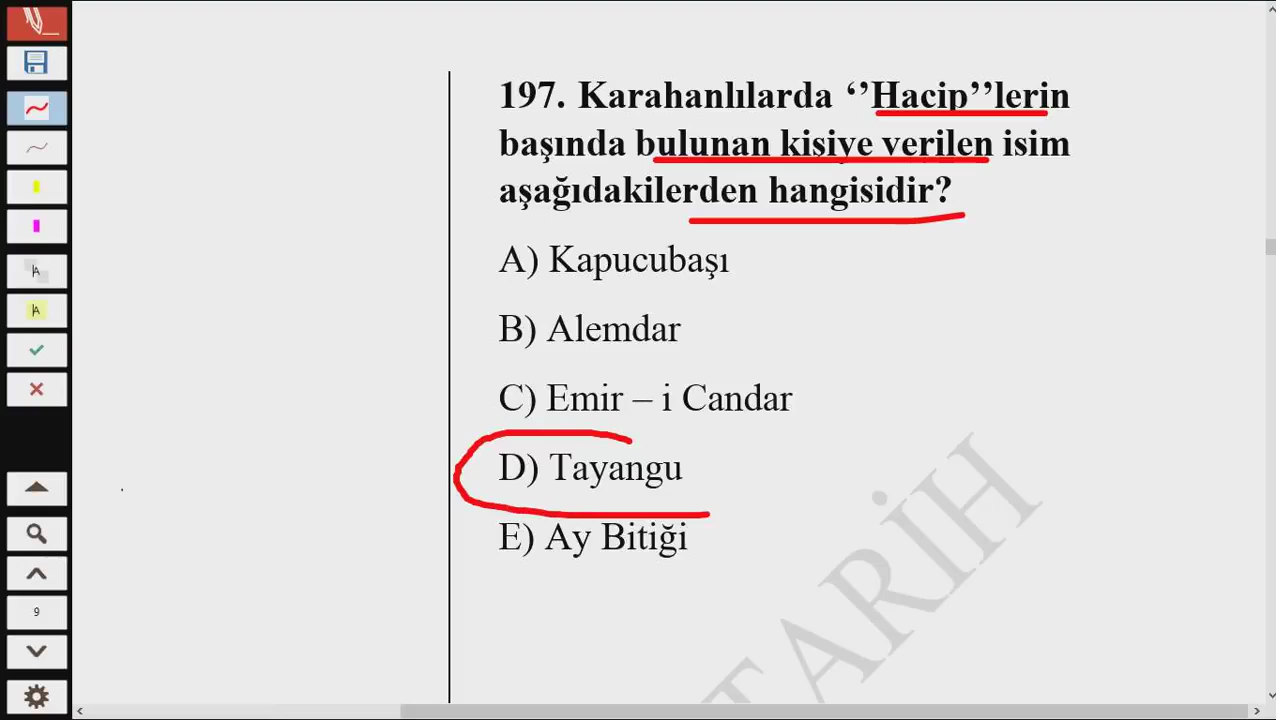 197. Karahanlılarda ‘’Hacip’’lerin
başında bulunan kişiye verilen isim
aşağıdakilerden hangisidir?
A) Kapucubaşı
B) Alemdar
C) Emir – i Candar
D) Tayangu
E) Ay Bitiği
TARİH
9